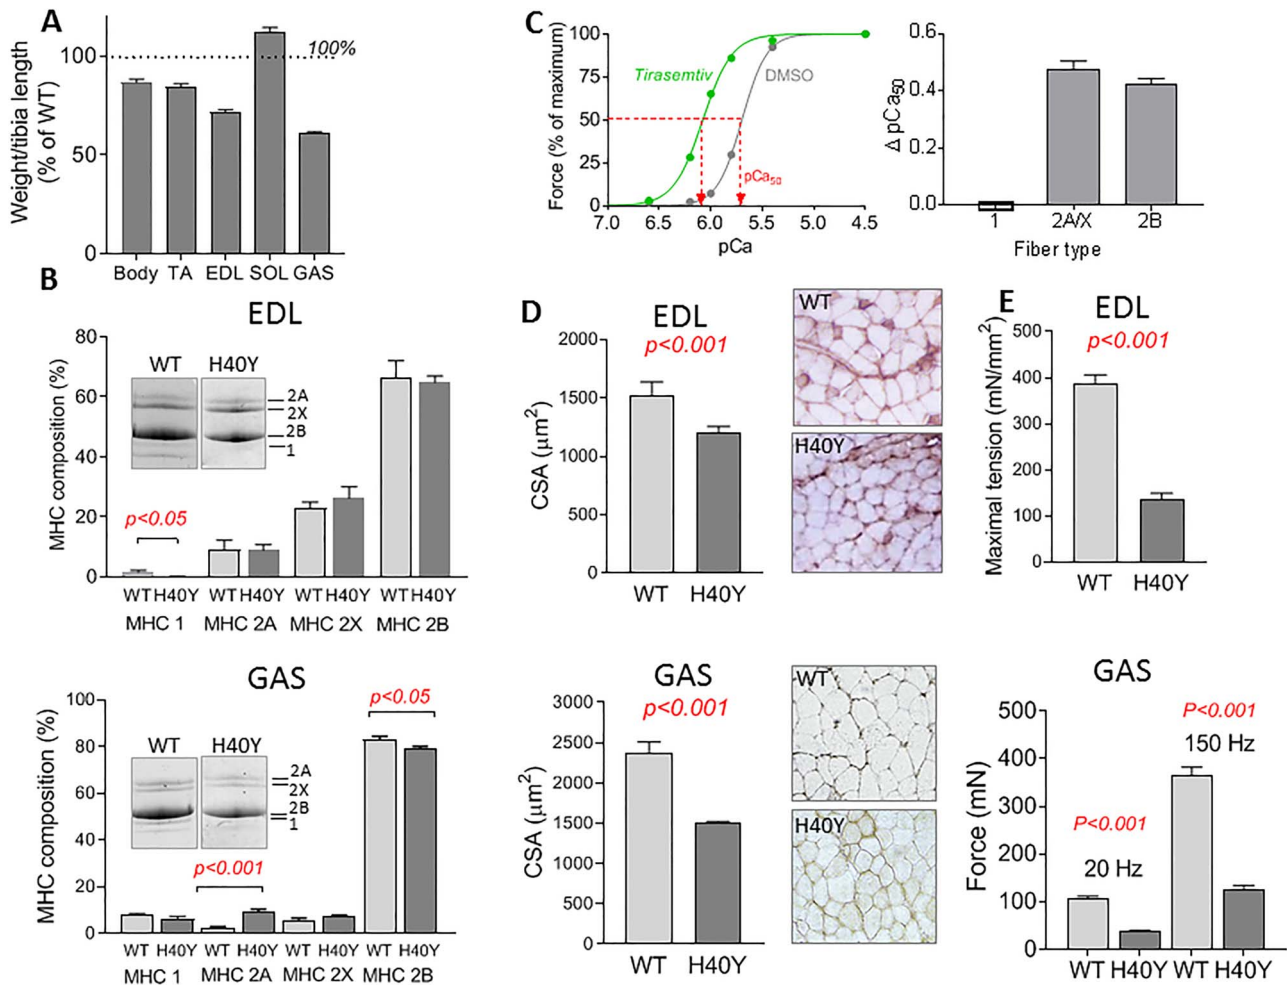 A
Weight/tibia length
(% of WT)
100
50
0
100%
Body TA EDL SOL GAS
B
EDL
MHC composition (%)
80
60
40
20
0
WT H40Y
2A
2X
2B
1
p<0.05
WT H40Y WT H40Y WT H40Y WT H40Y
MHC 1 MHC 2A MHC 2X MHC 2B
GAS
MHC composition (%)
100
80
60
40
20
0
WT H40Y
2A
2X
2B
1
p<0.001
p<0.05
WT H40Y WT H40Y WT H40Y WT H40Y
MHC 1 MHC 2A MHC 2X MHC 2B
C
Force (% of maximum)
100
75
50
25
0
Tirasemtiv
DMSO
pCa50
7.0 6.5 6.0 5.5 5.0 4.5
pCa
Δ pCa50
0.6
0.4
0.2
0.0
1 2A/X 2B
Fiber type
D
EDL
p<0.001
CSA (μm2)
2000
1500
1000
500
0
WT H40Y
WT
H40Y
GAS
p<0.001
CSA (μm2)
3000
2500
2000
1500
1000
500
0
WT H40Y
WT
H40Y
E
EDL
p<0.001
Maximal tension (mN/mm2)
500
400
300
200
100
0
WT H40Y
GAS
Force (mN)
500
400
300
200
100
0
P<0.001
150 Hz
P<0.001
20 Hz
WT H40Y WT H40Y